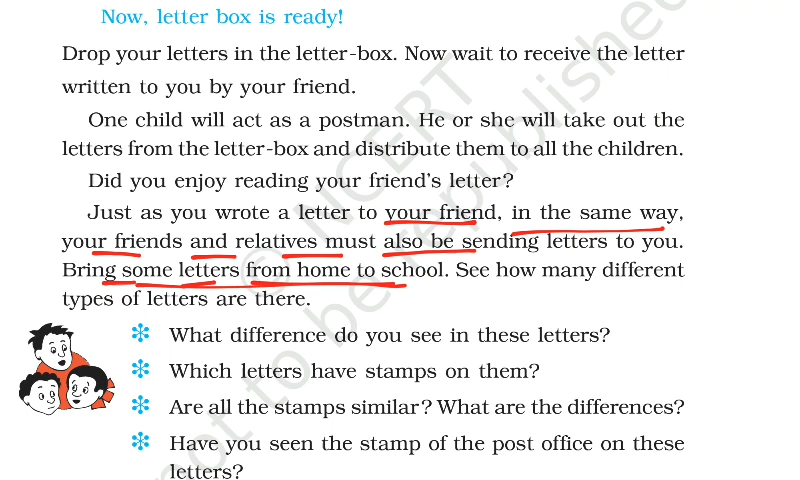 Now, letter box is ready!
Drop your letters in the letter-box. Now wait to receive the letter
written to you by your friend.
One child will act as a postman. He or she will take out the
letters from the letter-box and distribute them to all the children.
Did you enjoy reading your friend's letter?
Just as you wrote a letter to your friend, in the same way,
your friends and relatives must also be sending letters to you.
Bring some letters from home to school. See how many different
types of letters are there.
What difference do you see in these letters?
Which letters have stamps on them?
Are all the stamps similar? What are the differences?
Have you seen the stamp of the post office on these
letters?
© NCERT
not to be republished